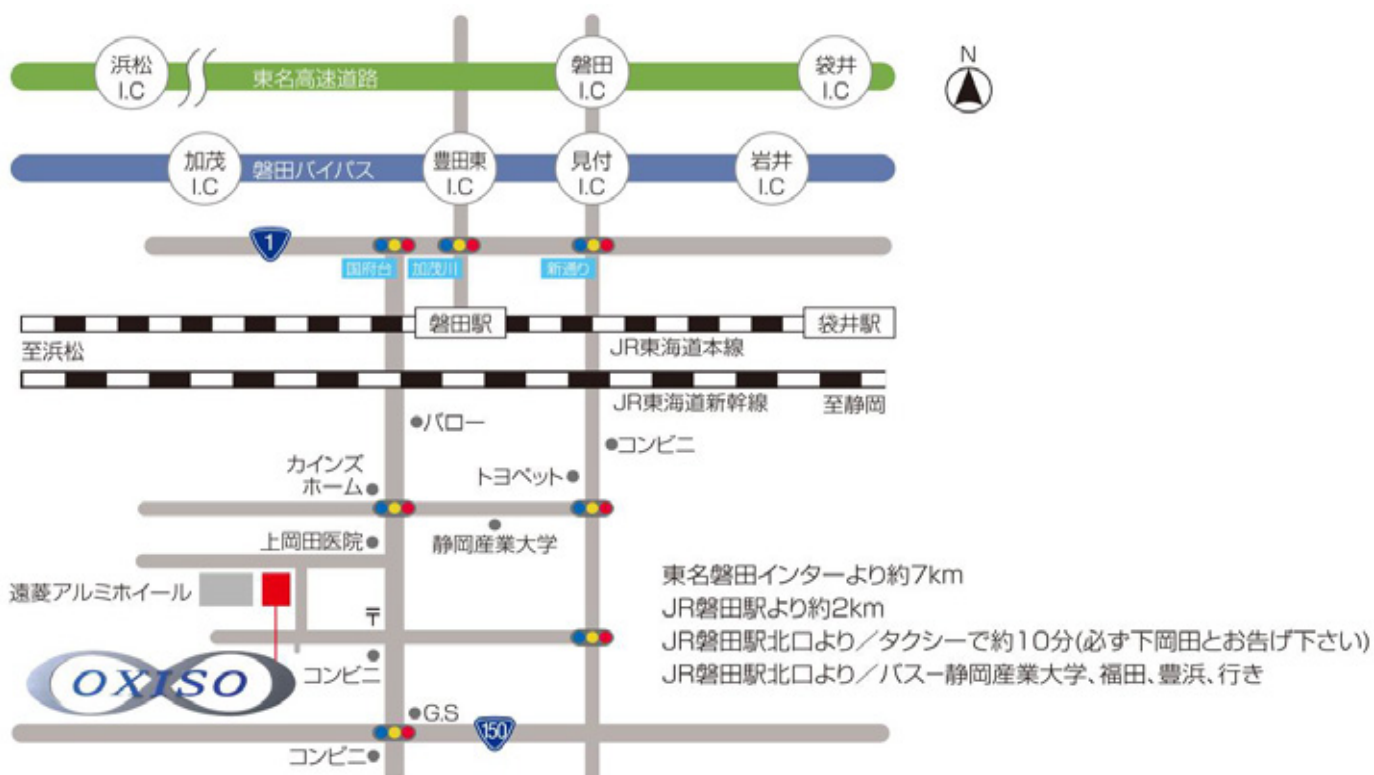 N
浜松
I.C
東名高速道路
磐田
I.C
袋井
I.C
加茂
I.C
磐田バイパス
豊田東
I.C
見付
I.C
岩井
I.C
1
国府台
加茂川
新通り
磐田駅
袋井駅
至浜松
JR東海道本線
JR東海道新幹線
至静岡
バロー
コンビニ
カインズ
ホーム
トヨペット
上岡田医院
静岡産業大学
遠菱アルミホイール
〒
コンビニ
OXISO
G.S
150
コンビニ
東名磐田インターより約7km
JR磐田駅より約2km
JR磐田駅北口より/タクシーで約10分(必ず下岡田とお告げ下さい)
JR磐田駅北口より/バスー静岡産業大学、福田、豊浜、行き